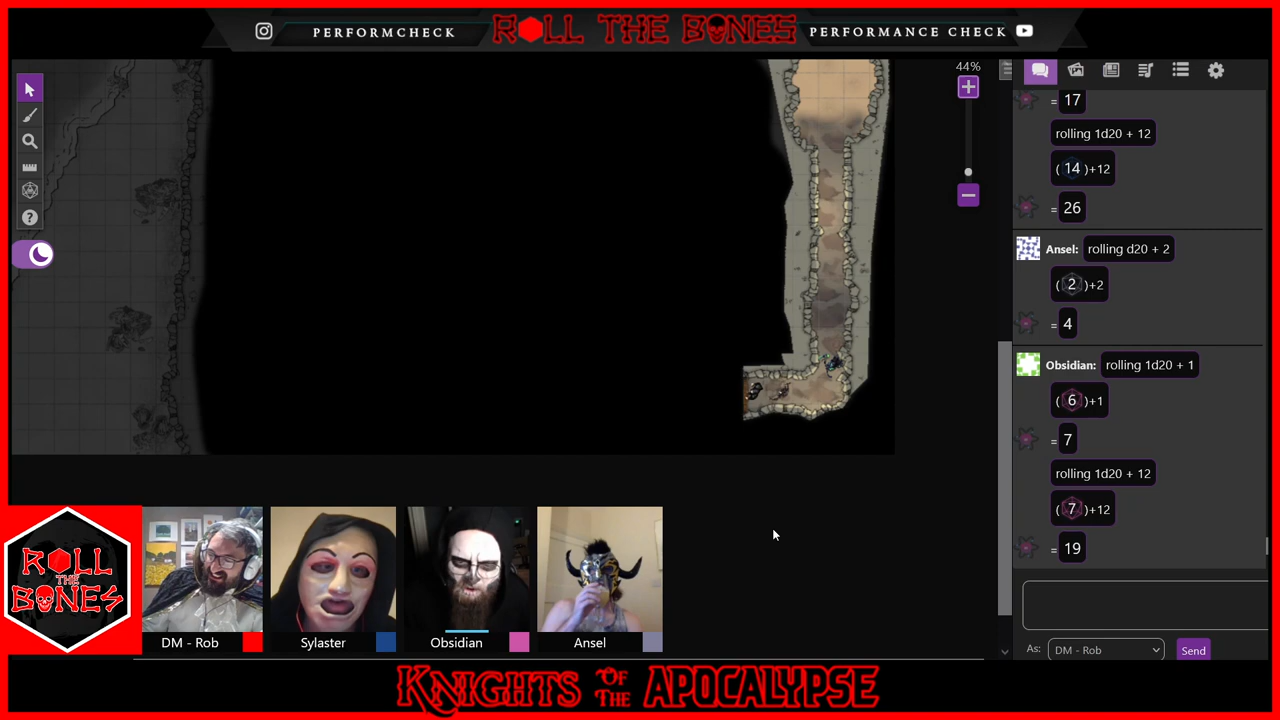 PERFORMCHECK
ROLL THE BONES
PERFORMANCE CHECK
44%
= 17
rolling 1d20 + 12
(14)+12
= 26
Ansel: rolling d20 + 2
(2)+2
= 4
Obsidian: rolling 1d20 + 1
(6)+1
= 7
rolling 1d20 + 12
(7)+12
= 19
As: DM - Rob
Send
ROLL
THE
BONES
DM - Rob
Sylaster
Obsidian
Ansel
KNIGHTS OF THE APOCALYPSE